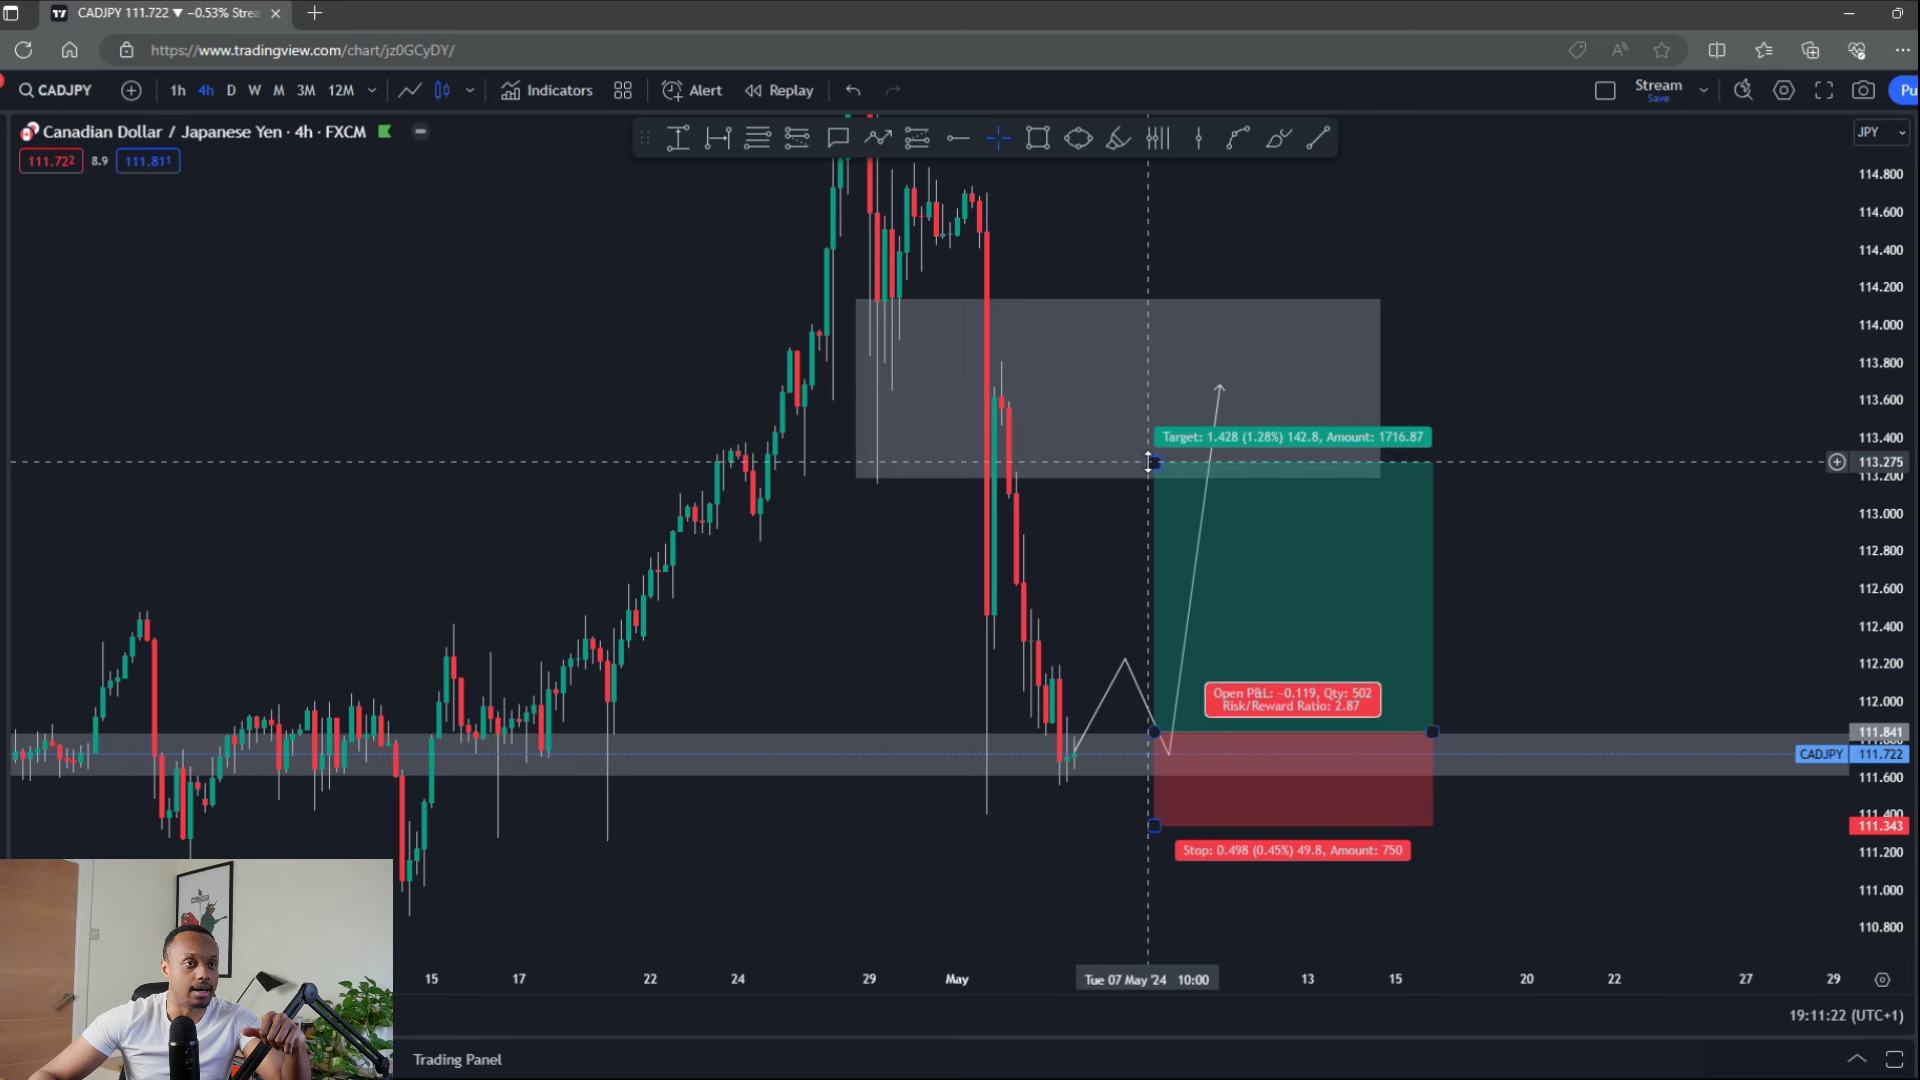 CADJPY 111.722 ▼ −0.53% Stre
https://www.tradingview.com/chart/jz0GCyDY/
CADJPY
1h 4h D W M 3M 12M
Indicators
Alert
Replay
Stream
Save
Pu
Canadian Dollar / Japanese Yen · 4h · FXCM
JPY
111.722 8.9 111.811
114.800
114.600
114.400
114.200
114.000
113.800
113.600
113.400
Target: 1.428 (1.28%) 142.8, Amount: 1716.87
113.275
113.200
113.000
112.800
112.600
112.400
112.200
112.000
Open P&L: −0.119, Qty: 502
Risk/Reward Ratio: 2.87
111.841
CADJPY 111.722
111.600
111.400
111.343
Stop: 0.498 (0.45%) 49.8, Amount: 750
111.200
111.000
110.800
15 17 22 24 29 May Tue 07 May '24 10:00 13 15 20 22 27 29
19:11:22 (UTC+1)
Trading Panel